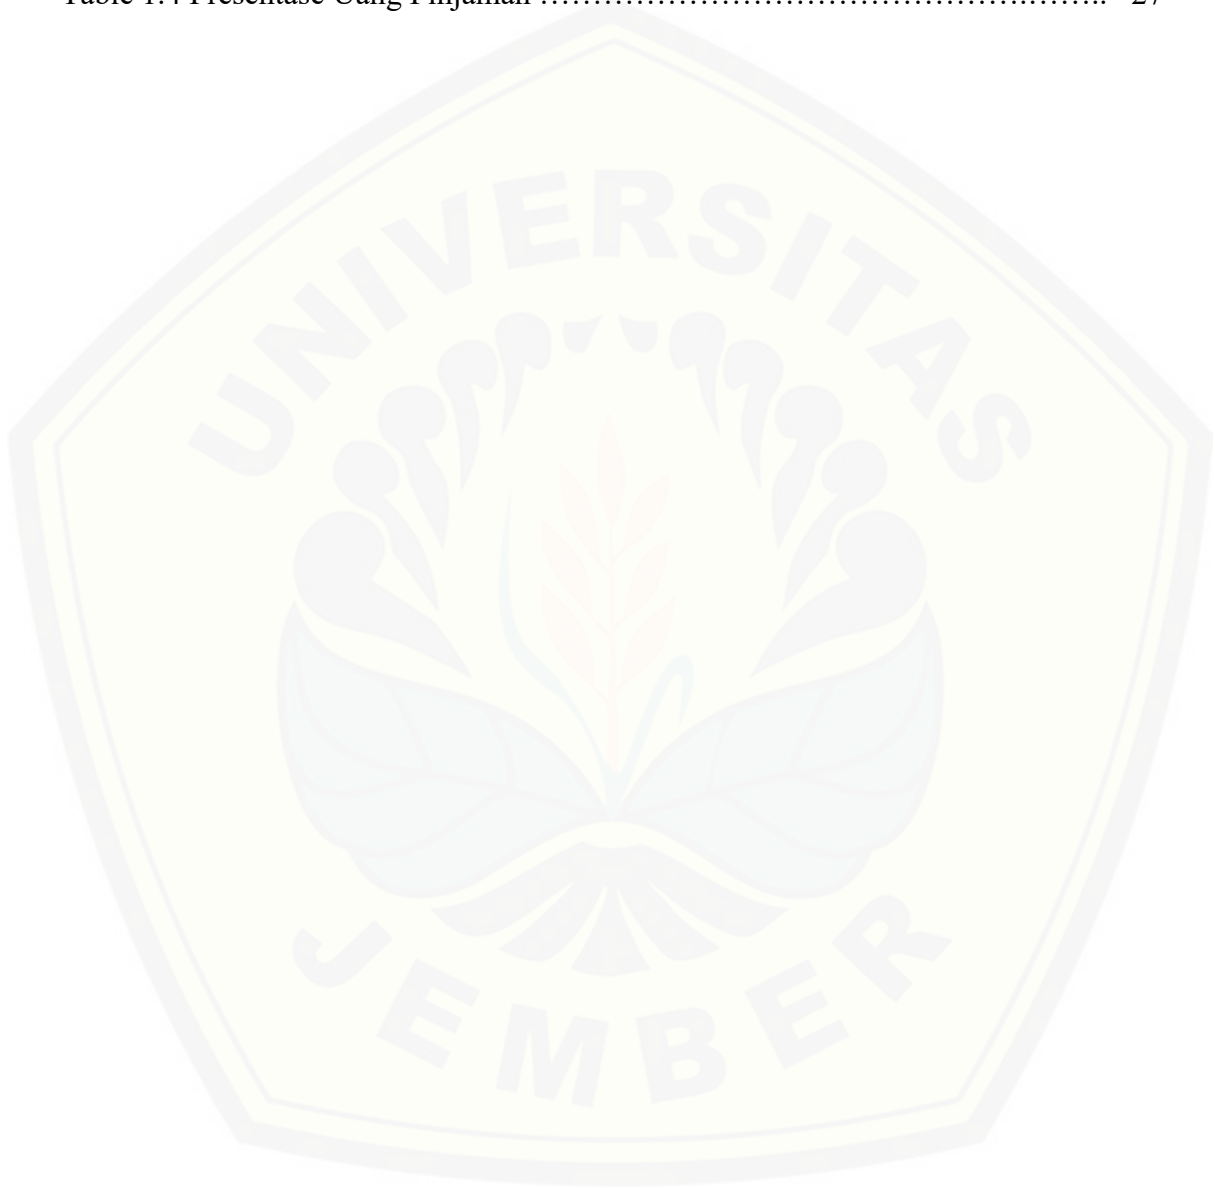 Table 1.4 Presentase Uang Pinjaman ……………………………………….…….. 27
UNIVERSITAS
JEMBER